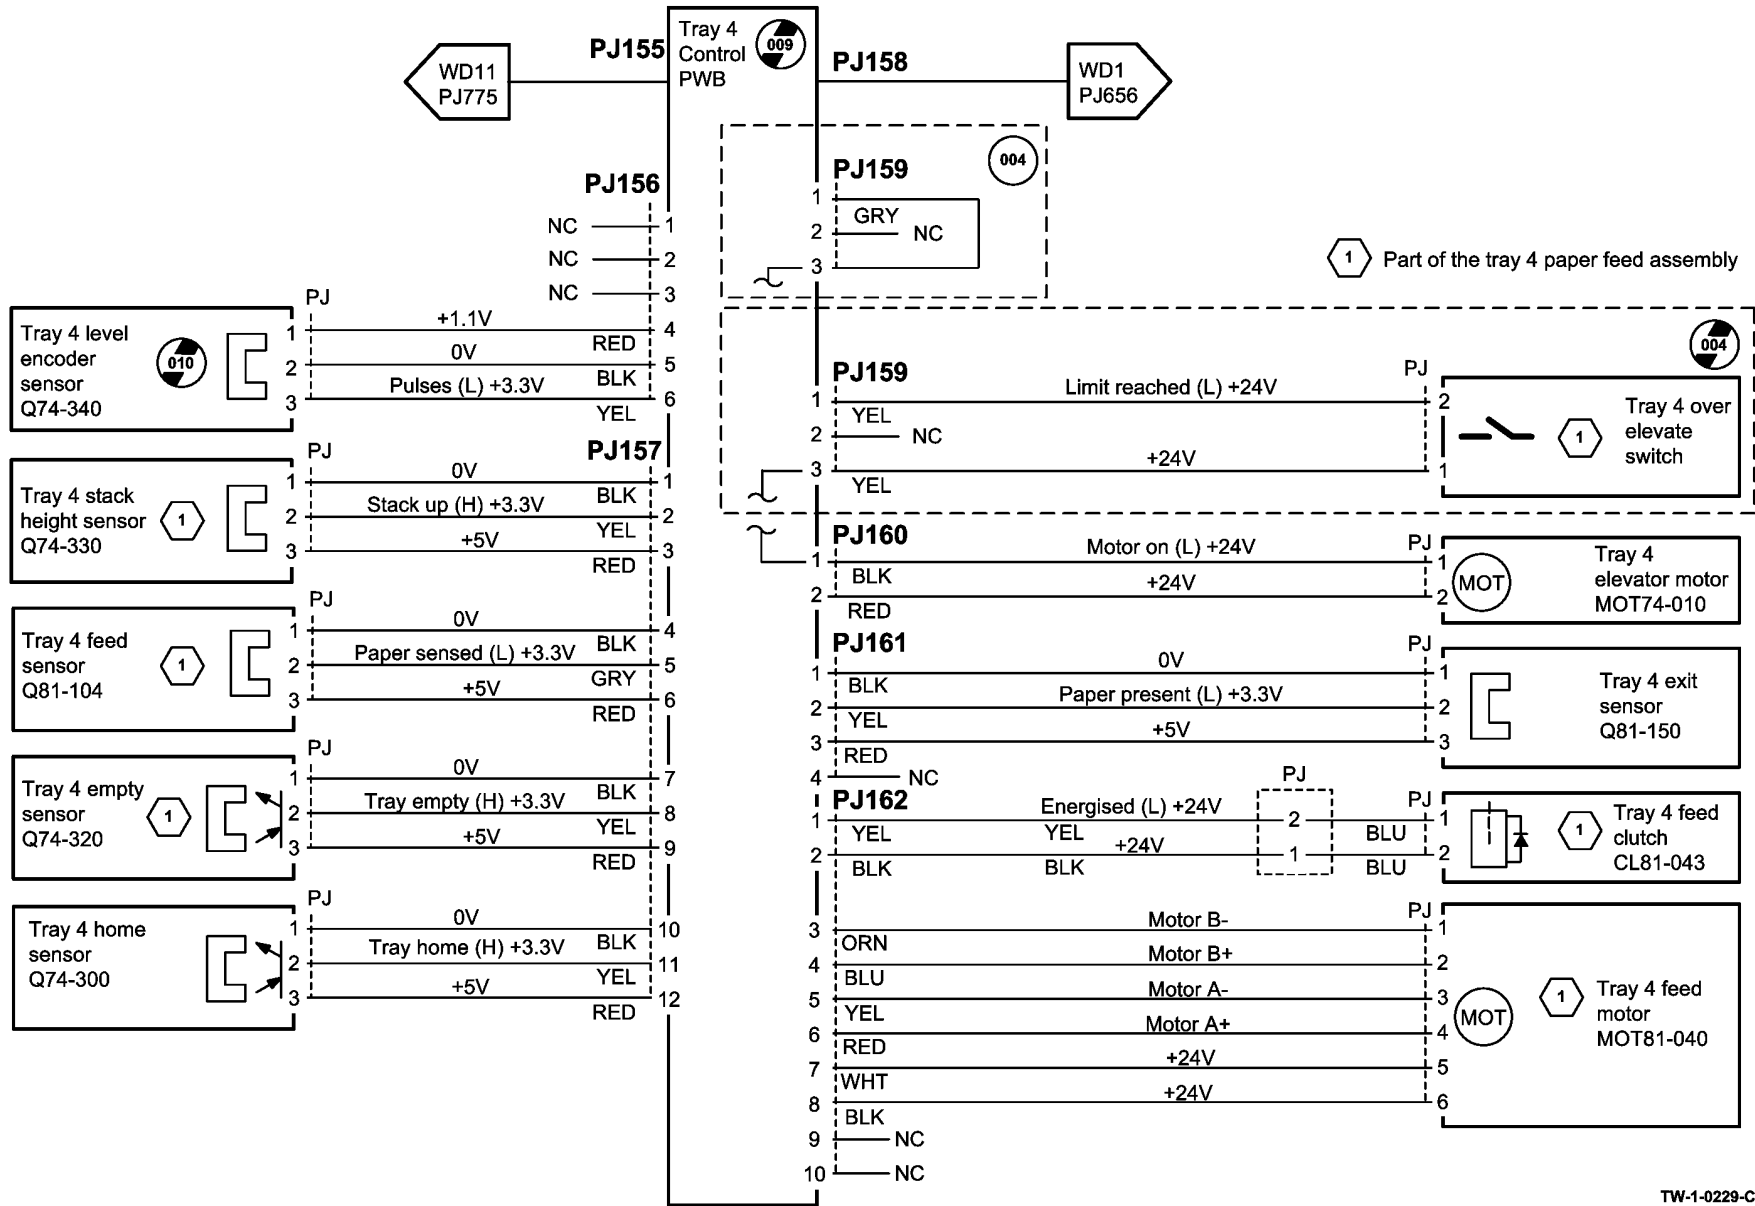 Tray 4
Control
PWB
009
PJ155
WD11
PJ775
PJ158
WD1
PJ656
004
PJ159
1
GRY
2 NC
3
PJ156
NC 1
NC 2
NC 3
1 Part of the tray 4 paper feed assembly
Tray 4 level
encoder
sensor
Q74-340
010
PJ
1 +1.1V 4
RED
2 0V 5
BLK
3 Pulses (L) +3.3V 6
YEL
PJ157
Tray 4 stack
height sensor
Q74-330
1
PJ
1 0V 1
BLK
2 Stack up (H) +3.3V 2
YEL
3 +5V 3
RED
Tray 4 feed
sensor
Q81-104
1
PJ
1 0V 4
BLK
2 Paper sensed (L) +3.3V 5
GRY
3 +5V 6
RED
Tray 4 empty
sensor
Q74-320
1
PJ
1 0V 7
BLK
2 Tray empty (H) +3.3V 8
YEL
3 +5V 9
RED
Tray 4 home
sensor
Q74-300
PJ
1 0V 10
BLK
2 Tray home (H) +3.3V 11
YEL
3 +5V 12
RED
004
PJ159
PJ
1 Limit reached (L) +24V 2
YEL
2 NC
3 +24V 1
YEL
Tray 4 over
elevate
switch
1
PJ160
PJ
1 Motor on (L) +24V 1
BLK
2 +24V 2
RED
MOT
Tray 4
elevator motor
MOT74-010
PJ161
PJ
1 0V 1
BLK
2 Paper present (L) +3.3V 2
YEL
3 +5V 3
RED
4 NC
Tray 4 exit
sensor
Q81-150
PJ162
PJ
PJ
1 Energised (L) +24V 2 1
YEL YEL BLU
2 +24V 1 2
BLK BLK BLU
1
Tray 4 feed
clutch
CL81-043
PJ
3 Motor B- 1
ORN
4 Motor B+ 2
BLU
5 Motor A- 3
YEL
6 Motor A+ 4
RED
7 +24V 5
WHT
8 +24V 6
BLK
9 NC
10 NC
MOT
1
Tray 4 feed
motor
MOT81-040
TW-1-0229-C